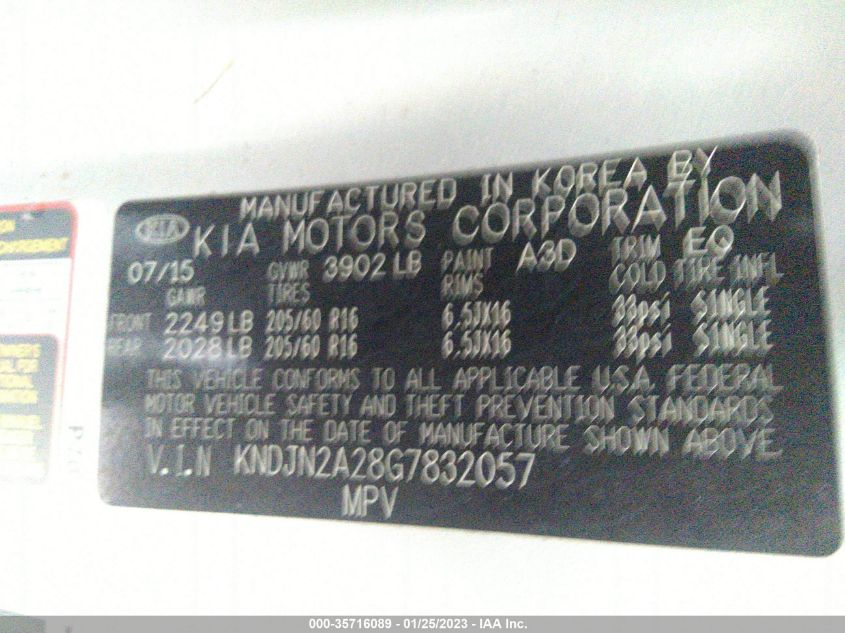 MANUFACTURED IN KOREA BY
KIA KIA MOTORS CORPORATION
07/15 GVWR 3902 LB PAINT A3D TRIM EQ
GAWR TIRES RIMS COLD TIRE INFL
FRONT 2249 LB 205/60 R16 6.5JX16 33psi SINGLE
REAR 2028 LB 205/60 R16 6.5JX16 33psi SINGLE
THIS VEHICLE CONFORMS TO ALL APPLICABLE U.S.A. FEDERAL
MOTOR VEHICLE SAFETY AND THEFT PREVENTION STANDARDS
IN EFFECT ON THE DATE OF MANUFACTURE SHOWN ABOVE
V.I.N KNDJN2A28G7832057
MPV
000-35716089 - 01/25/2023 - IAA Inc.